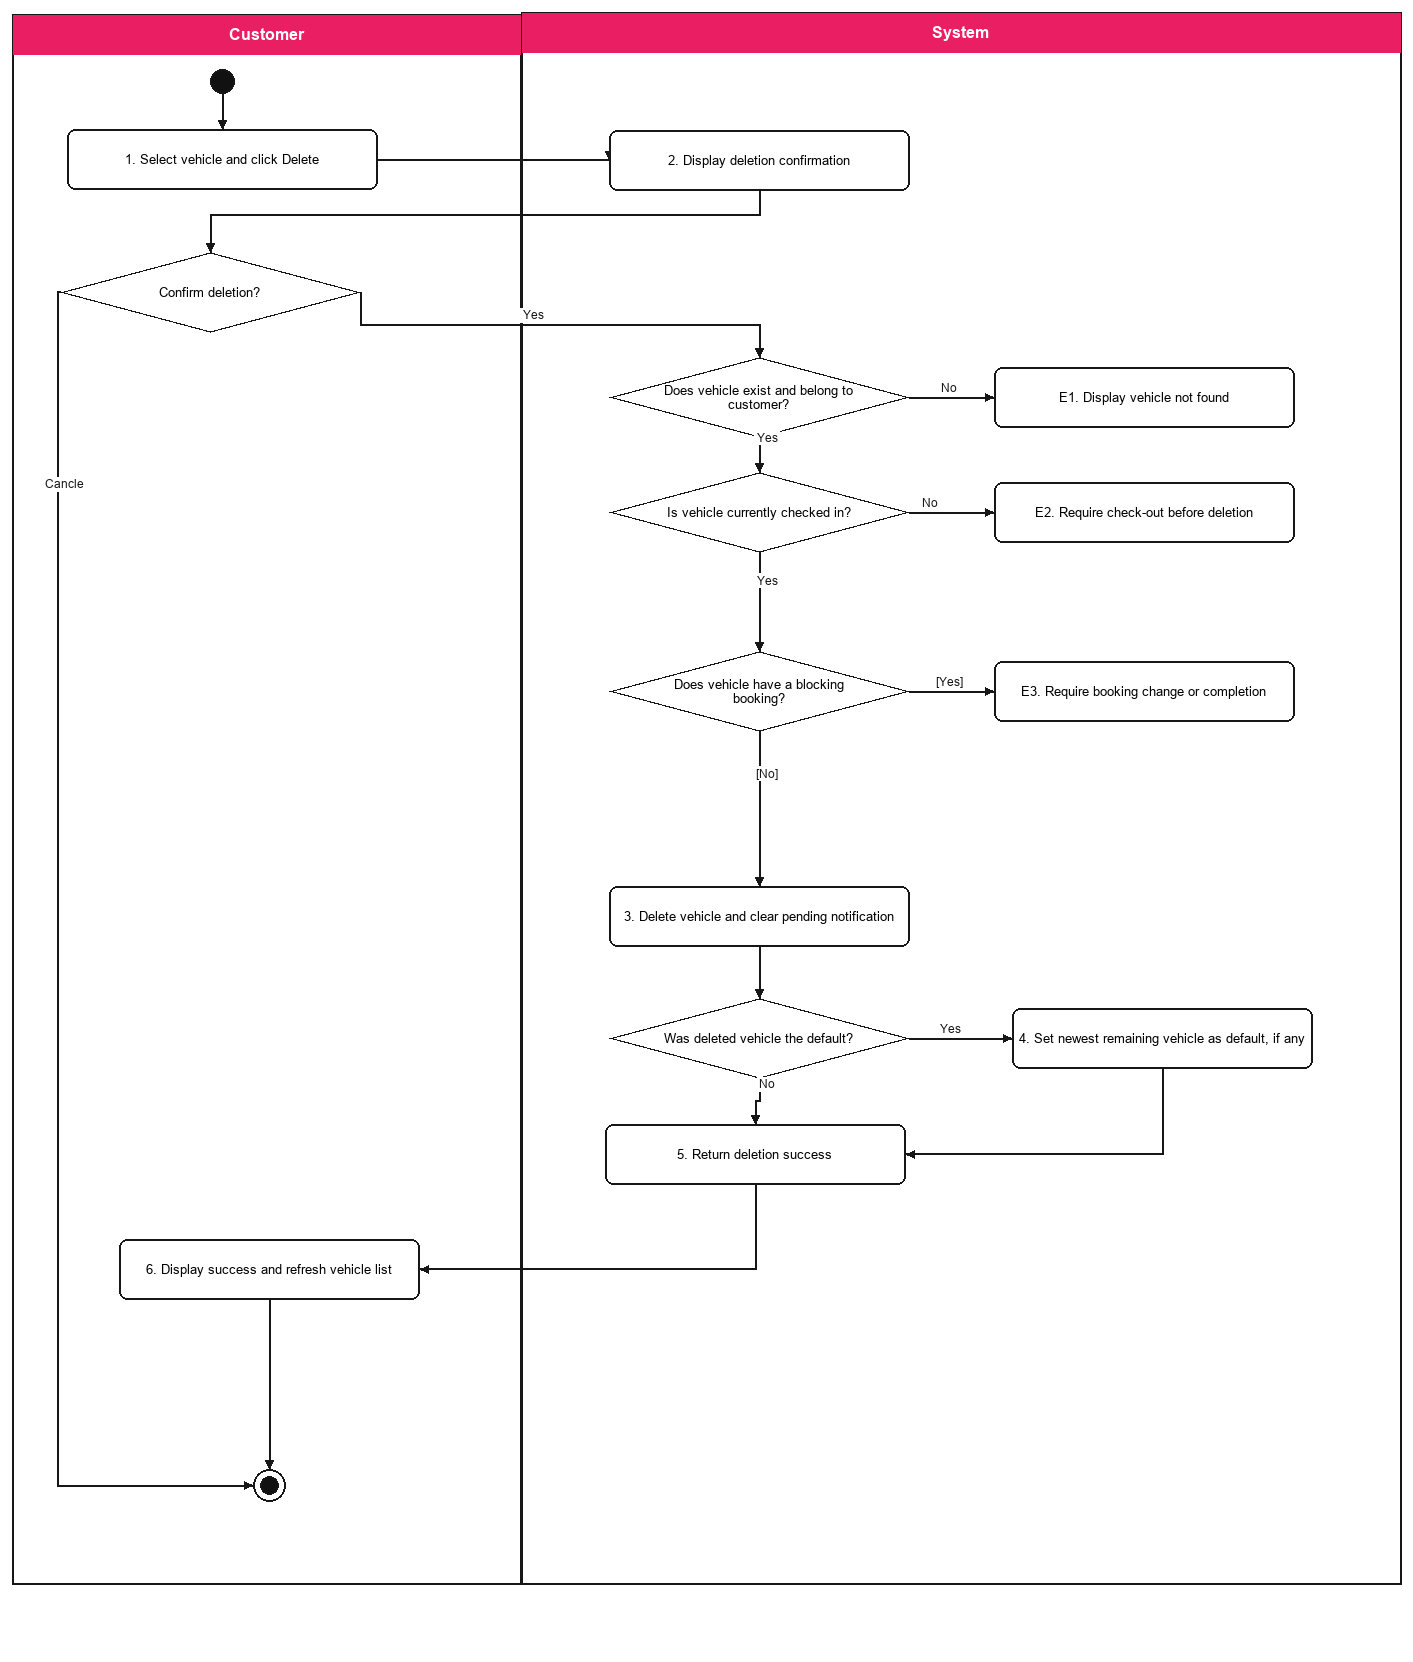 Customer
System
1. Select vehicle and click Delete
2. Display deletion confirmation
Confirm deletion?
Yes
Does vehicle exist and belong to
customer?
No
E1. Display vehicle not found
Yes
Cancle
Is vehicle currently checked in?
No
E2. Require check-out before deletion
Yes
Does vehicle have a blocking
booking?
[Yes]
E3. Require booking change or completion
[No]
3. Delete vehicle and clear pending notification
Was deleted vehicle the default?
Yes
4. Set newest remaining vehicle as default, if any
No
5. Return deletion success
6. Display success and refresh vehicle list